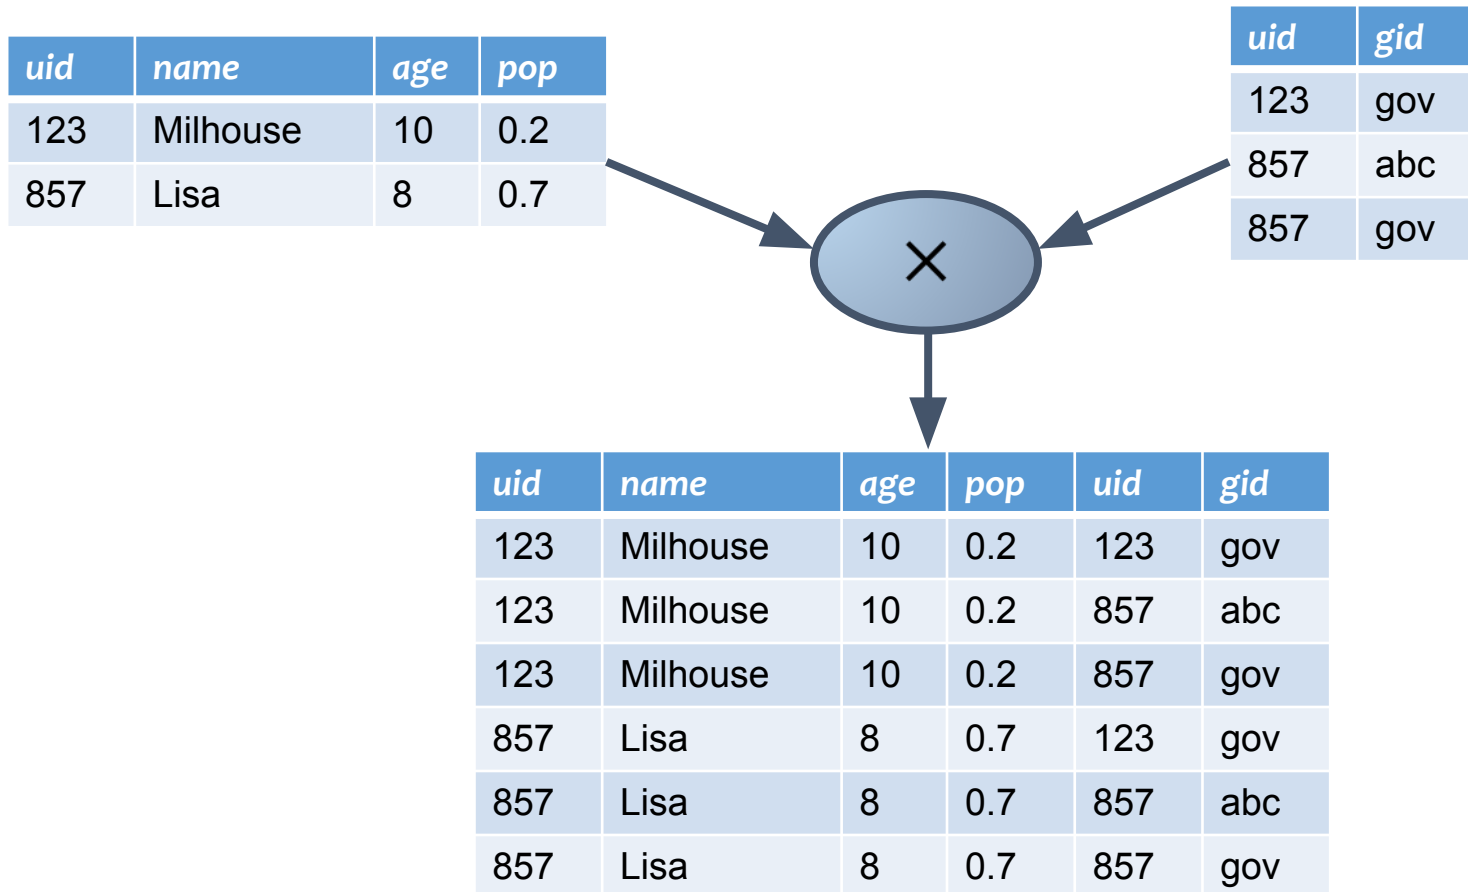 uid name age pop
123 Milhouse 10 0.2
857 Lisa 8 0.7
uid gid
123 gov
857 abc
857 gov
×
uid name age pop uid gid
123 Milhouse 10 0.2 123 gov
123 Milhouse 10 0.2 857 abc
123 Milhouse 10 0.2 857 gov
857 Lisa 8 0.7 123 gov
857 Lisa 8 0.7 857 abc
857 Lisa 8 0.7 857 gov